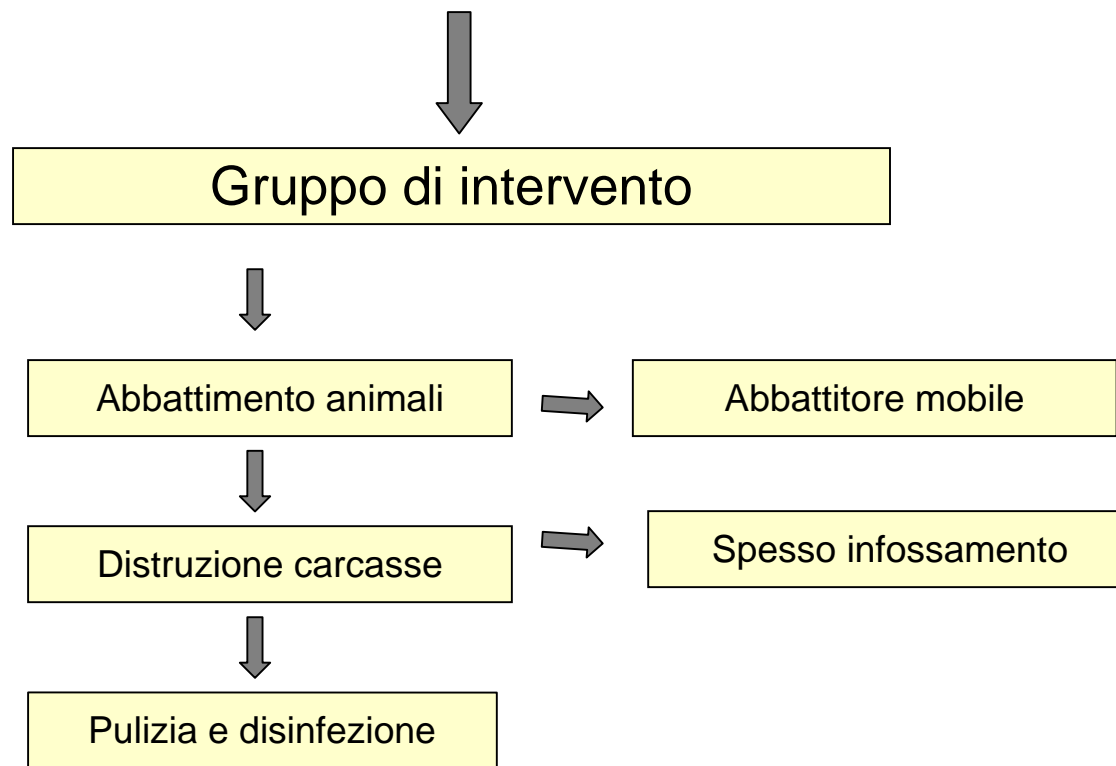 Gruppo di intervento
Abbattimento animali
Abbattitore mobile
Distruzione carcasse
Spesso infossamento
Pulizia e disinfezione